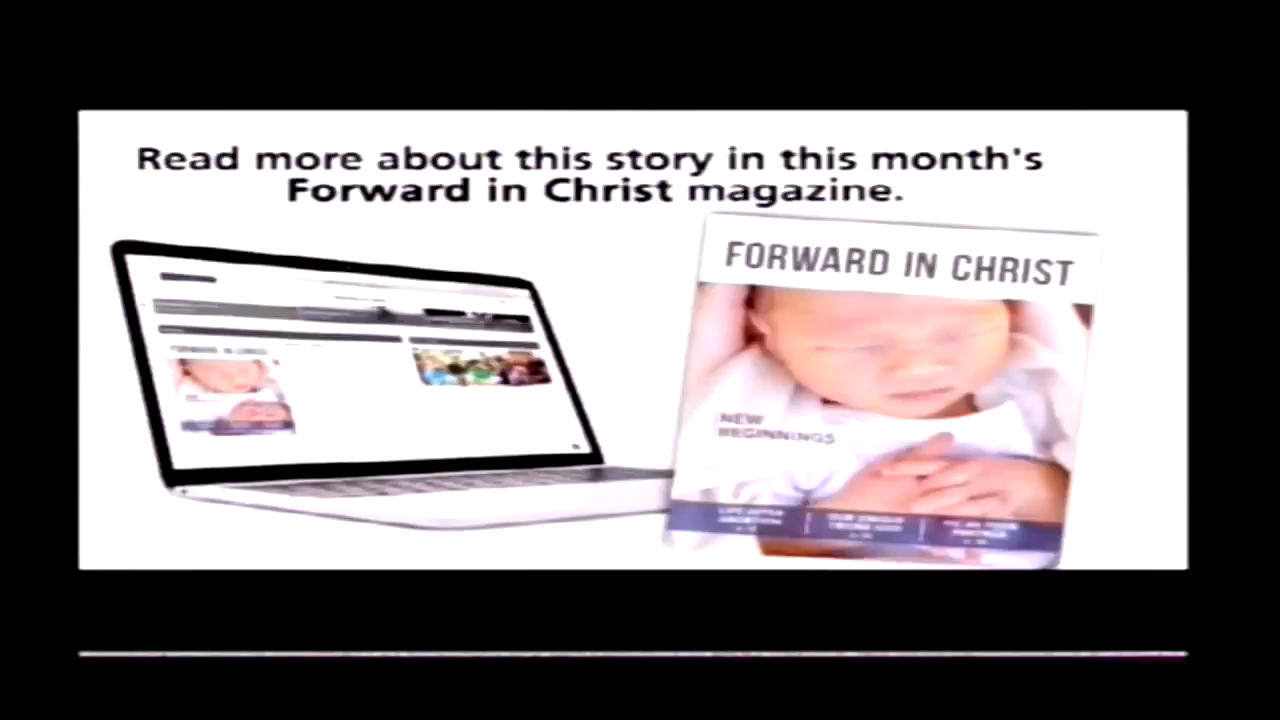 Read more about this story in this month's
Forward in Christ magazine.
FORWARD IN CHRIST
NEW
BEGINNINGS